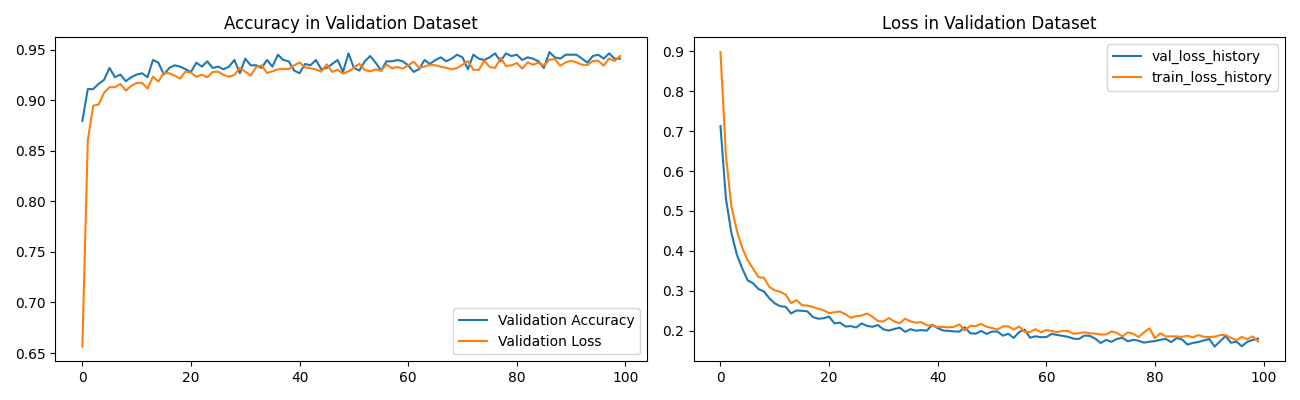 Accuracy in Validation Dataset
0.95
0.90
0.85
0.80
0.75
0.70
0.65
Validation Accuracy
Validation Loss
0 20 40 60 80 100
Loss in Validation Dataset
0.9
0.8
0.7
0.6
0.5
0.4
0.3
0.2
val_loss_history
train_loss_history
0 20 40 60 80 100